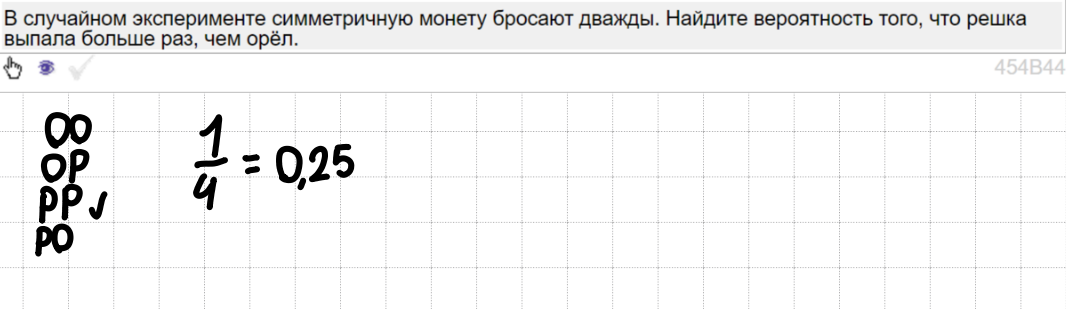 В случайном эксперименте симметричную монету бросают дважды. Найдите вероятность того, что решка
выпала больше раз, чем орёл.
454B44
ОО
ОР
РР ✓
РО
1/4 = 0,25